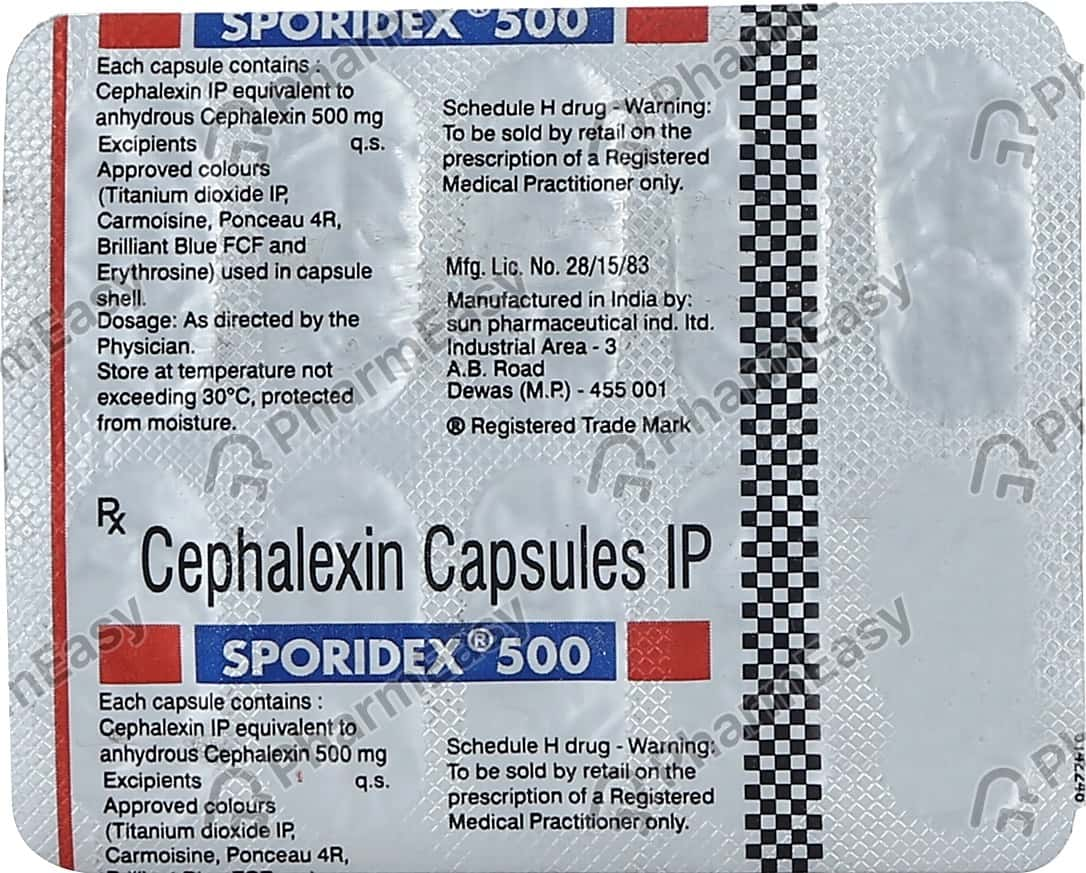 SPORIDEX® 500
Each capsule contains :
Cephalexin IP equivalent to
anhydrous Cephalexin 500 mg
Excipients q.s.
Approved colours
(Titanium dioxide IP,
Carmoisine, Ponceau 4R,
Brilliant Blue FCF and
Erythrosine) used in capsule
shell.
Dosage: As directed by the
Physician.
Store at temperature not
exceeding 30°C, protected
from moisture.
Schedule H drug - Warning:
To be sold by retail on the
prescription of a Registered
Medical Practitioner only.
Mfg. Lic. No. 28/15/83
Manufactured in India by:
sun pharmaceutical ind. ltd.
Industrial Area - 3
A.B. Road
Dewas (M.P.) - 455 001
® Registered Trade Mark
Rx
Cephalexin Capsules IP
SPORIDEX® 500
Each capsule contains :
Cephalexin IP equivalent to
anhydrous Cephalexin 500 mg
Excipients q.s.
Approved colours
(Titanium dioxide IP,
Carmoisine, Ponceau 4R,
Schedule H drug - Warning:
To be sold by retail on the
prescription of a Registered
Medical Practitioner only.
PharmEasy